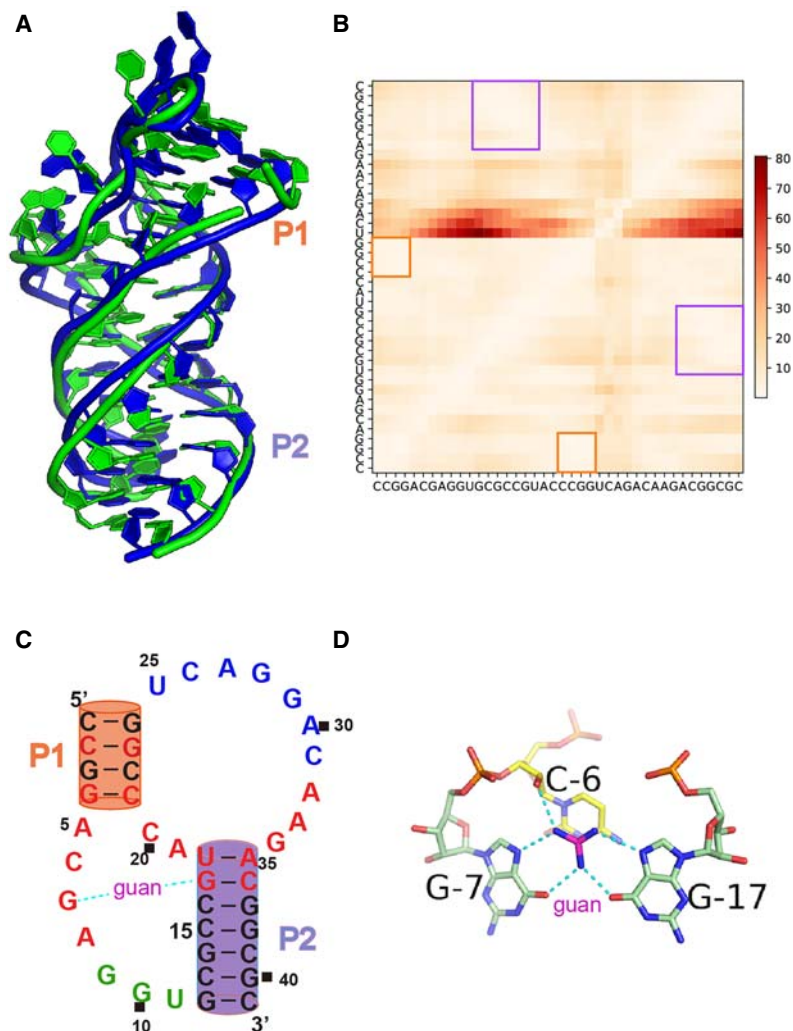 A
P1
P2
B
C
G
C
G
G
C
A
G
A
A
C
A
G
A
C
U
G
G
C
C
C
A
U
G
C
C
G
C
G
U
G
G
A
G
C
A
G
G
C
C
CCGGACGAGGUGCGCCGUACCCGGUCAGACAAGACGGCGC
80
70
60
50
40
30
20
10
C
25
U C A G G A 30
C
A
A
G
5'
C – G
C – G
G – C
G – C
P1
5 A
C
G
A
G
G
10
U
C
20
A
guan
U – A 35
G – C
C – G
15 C – G
G – C
C – G 40
G – C
3'
P2
D
C-6
G-7
G-17
guan